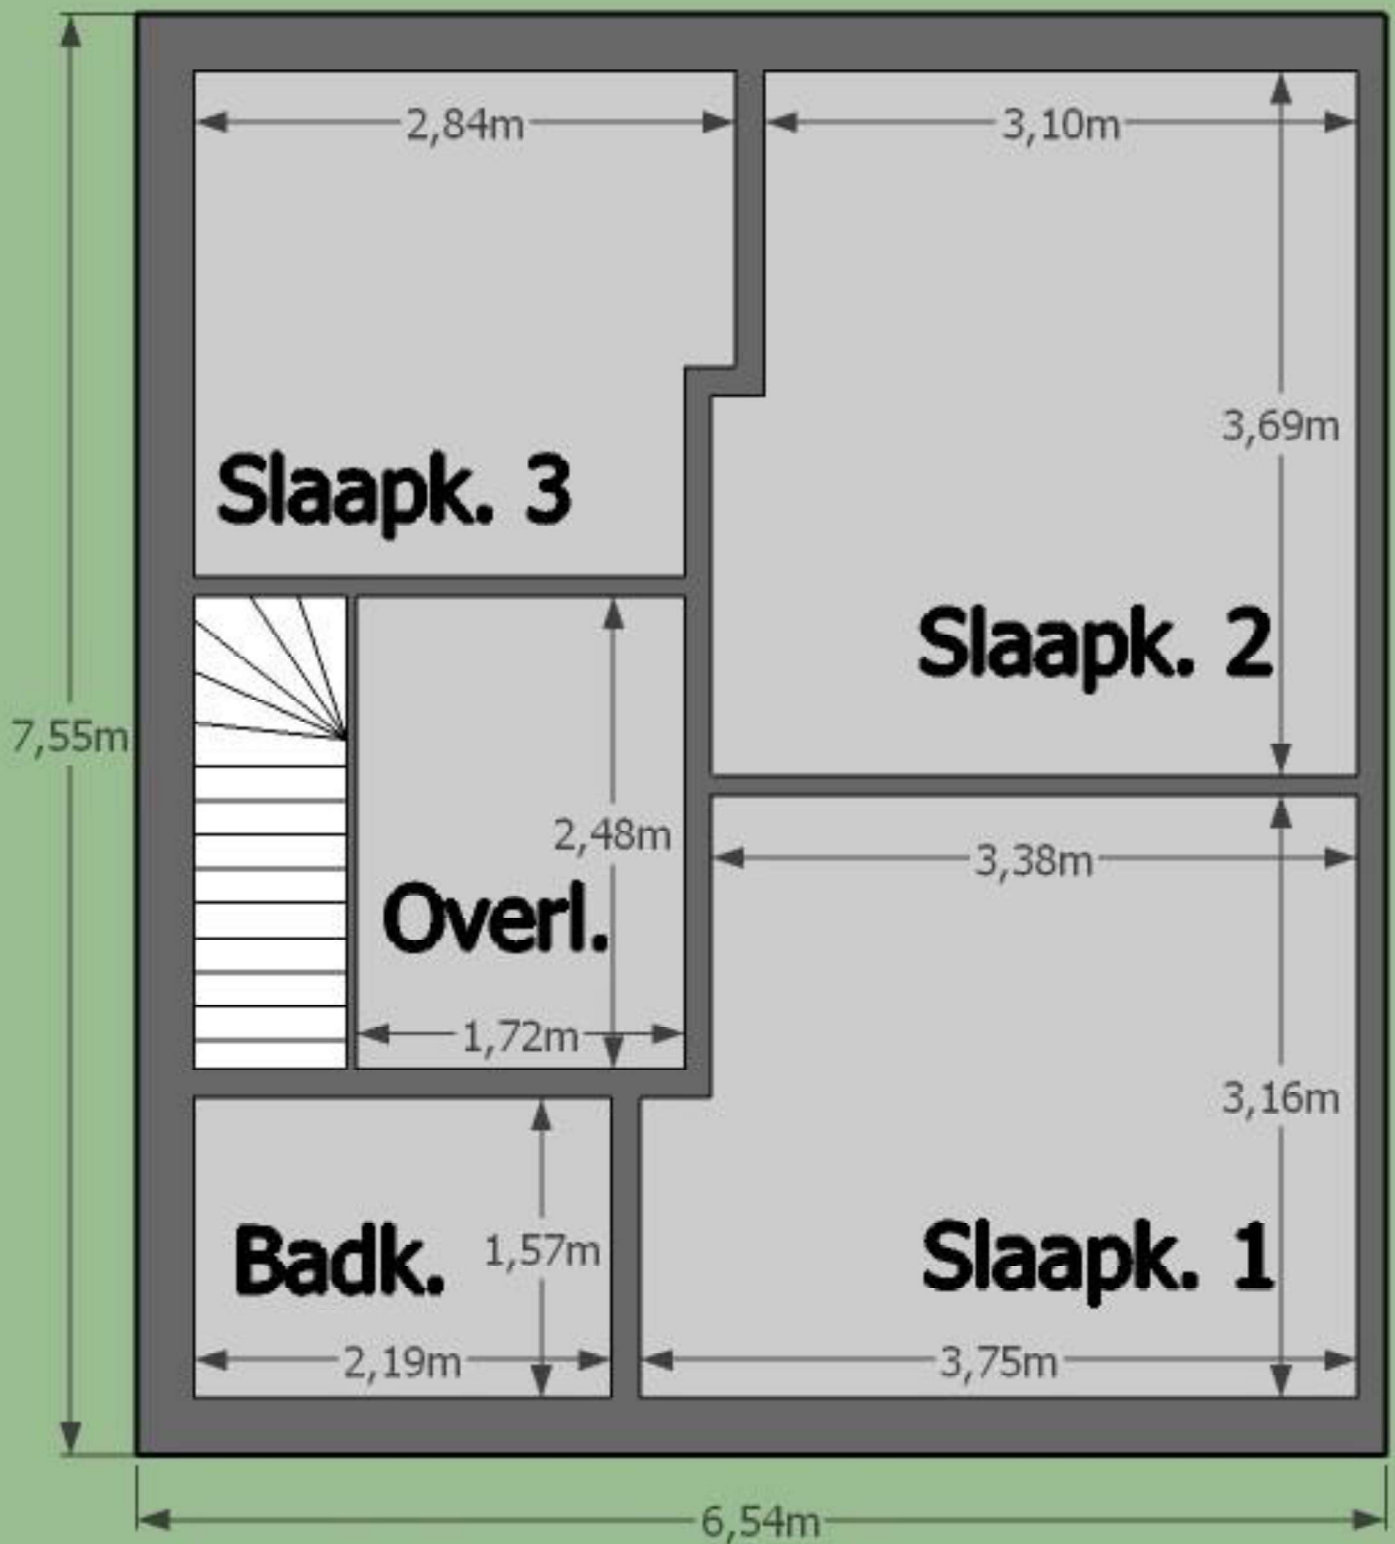 2,84m
3,10m
3,69m
Slaapk. 3
Slaapk. 2
7,55m
2,48m
3,38m
Overl.
1,72m
3,16m
Badk.
1,57m
Slaapk. 1
2,19m
3,75m
6,54m